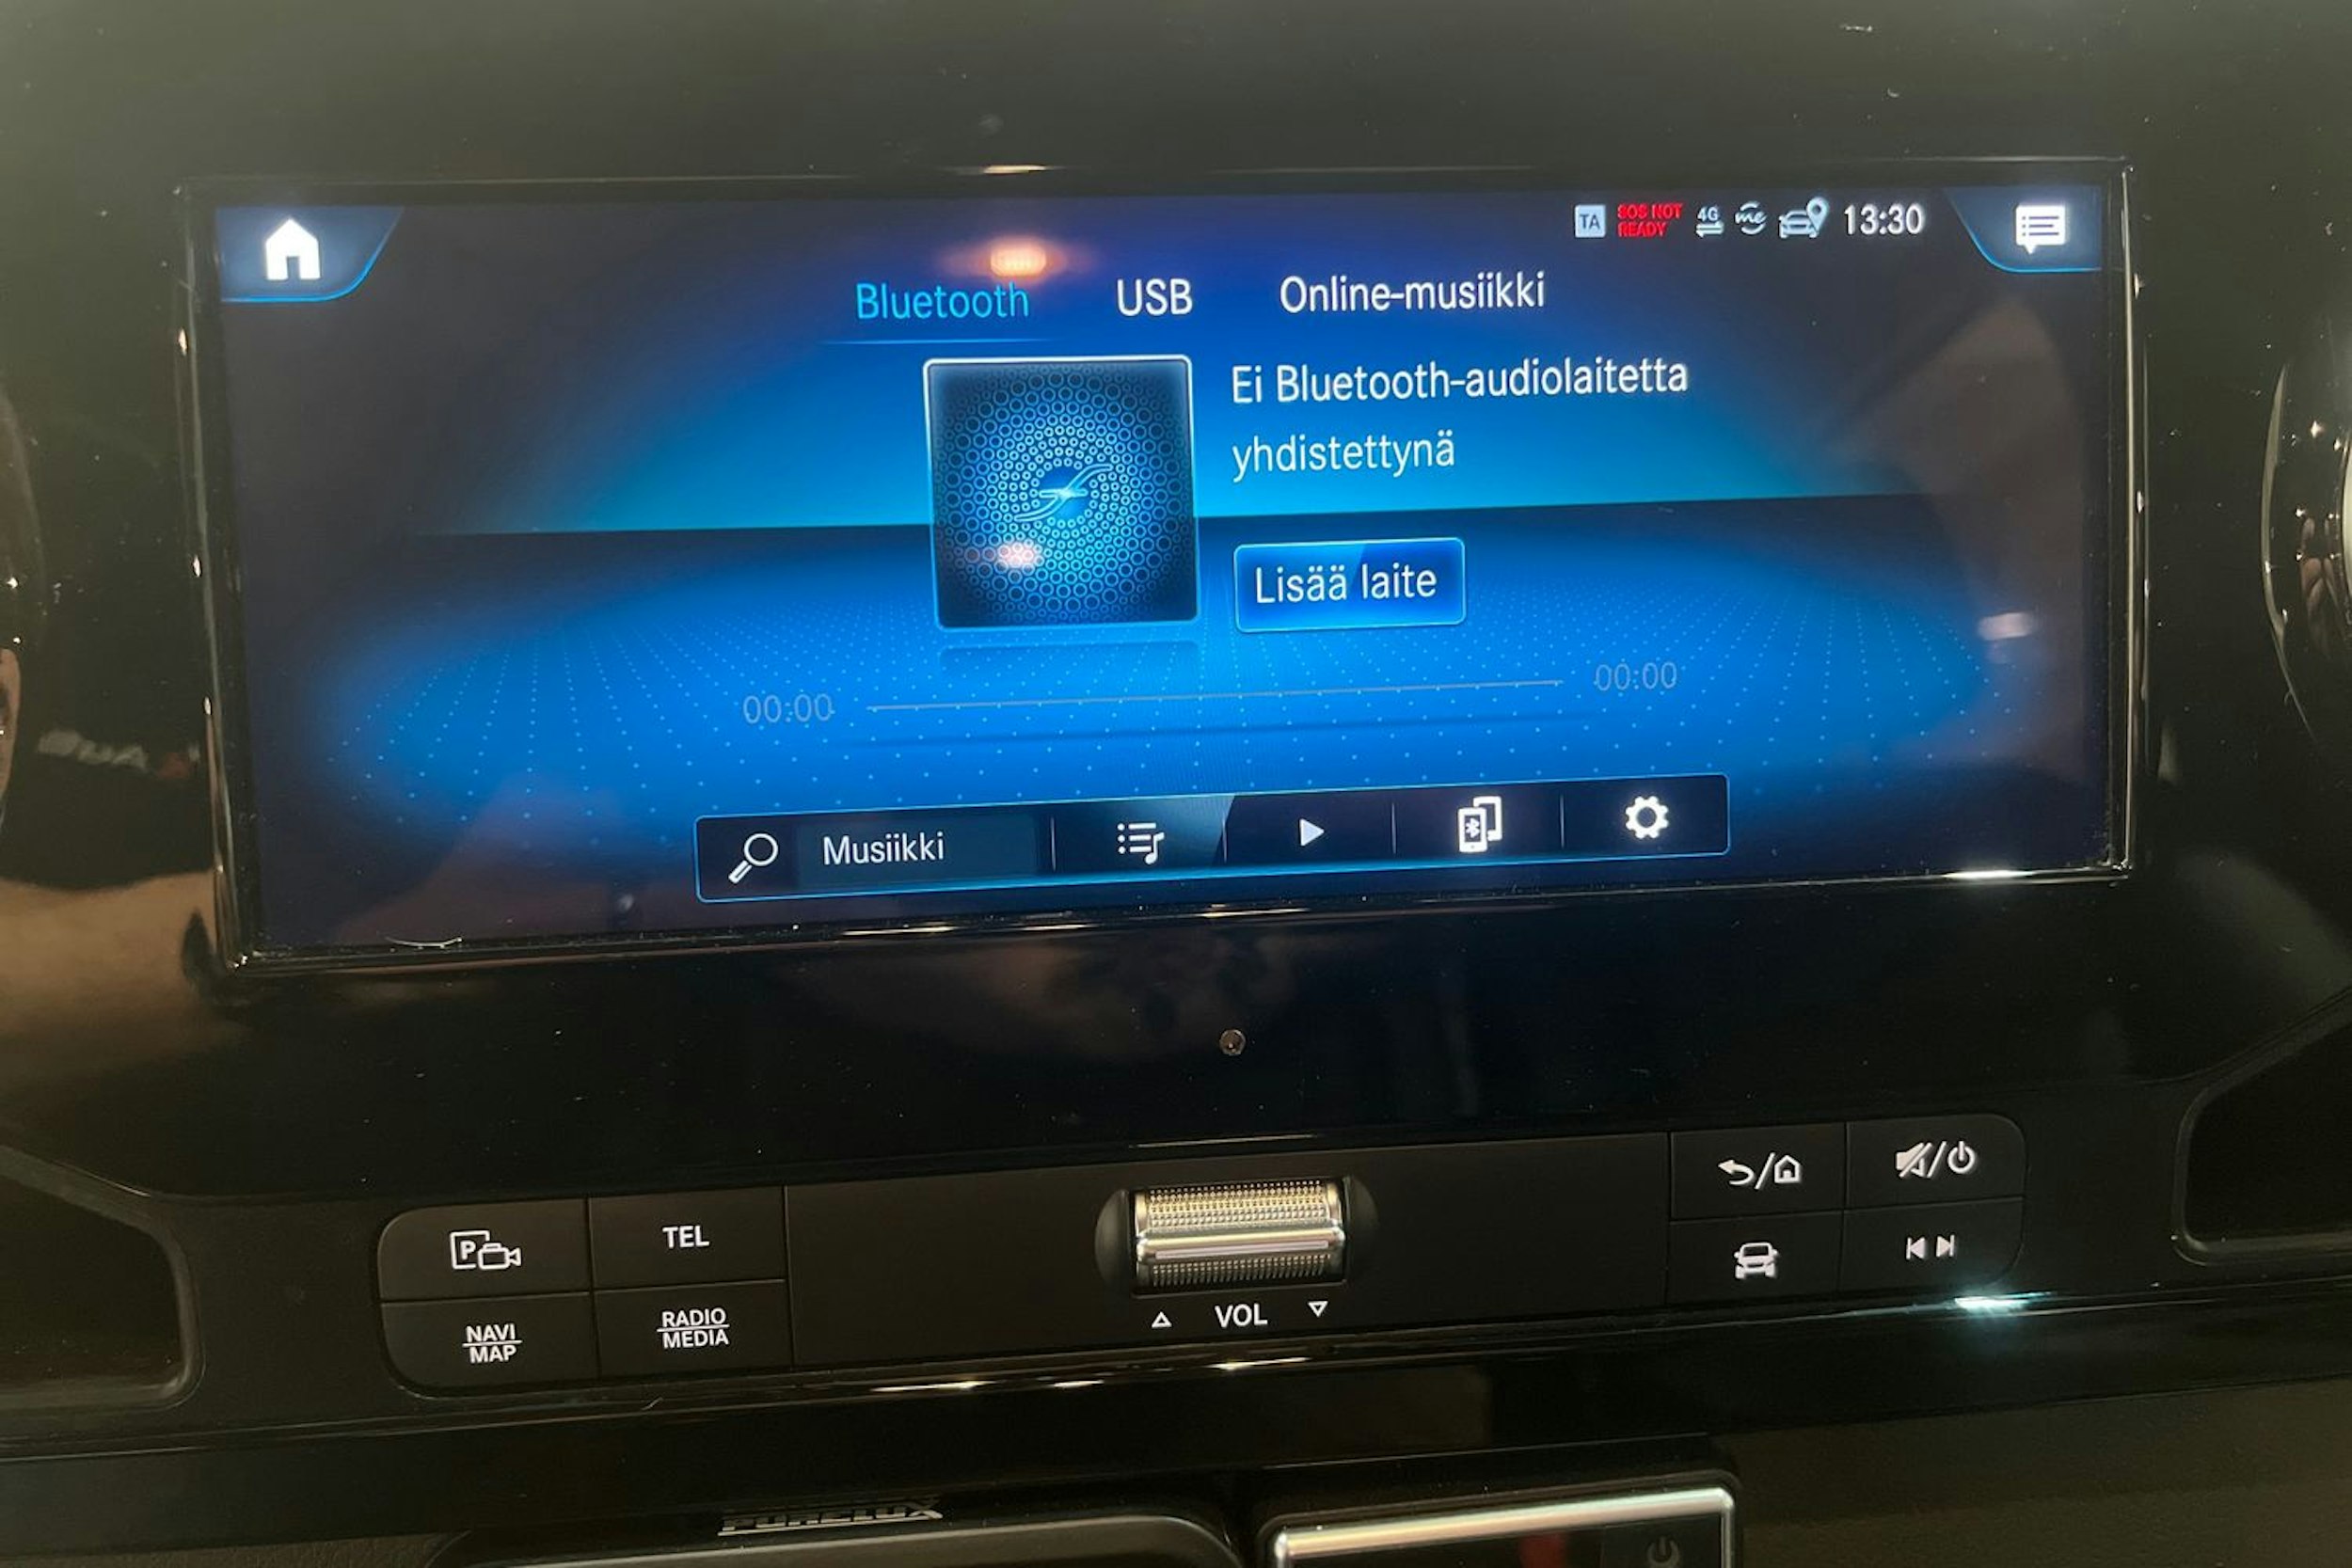 TA
SOS NOT
READY
4G
me
13:30
Bluetooth
USB
Online-musiikki
Ei Bluetooth-audiolaitetta
yhdistettynä
Lisää laite
00:00
00:00
Musiikki
P
TEL
NAVI
MAP
RADIO
MEDIA
VOL